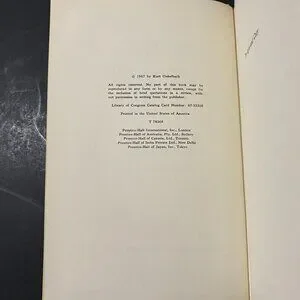 © 1967 by Kurt
All rights reserved. No part of this book may be
reproduced in any form or by any means, except for
the inclusion of brief quotations in a review, with-
out permission in writing from the publisher.
Library of Congress Catalog Card Number:
Printed in the United States of America
Prentice-Hall International, Inc., London
Prentice-Hall of Australia, Pty. Ltd., Sydney
Prentice-Hall of Canada, Ltd., Toronto
Prentice-Hall of India Private Ltd., New Delhi
Prentice-Hall of Japan, Inc., Tokyo